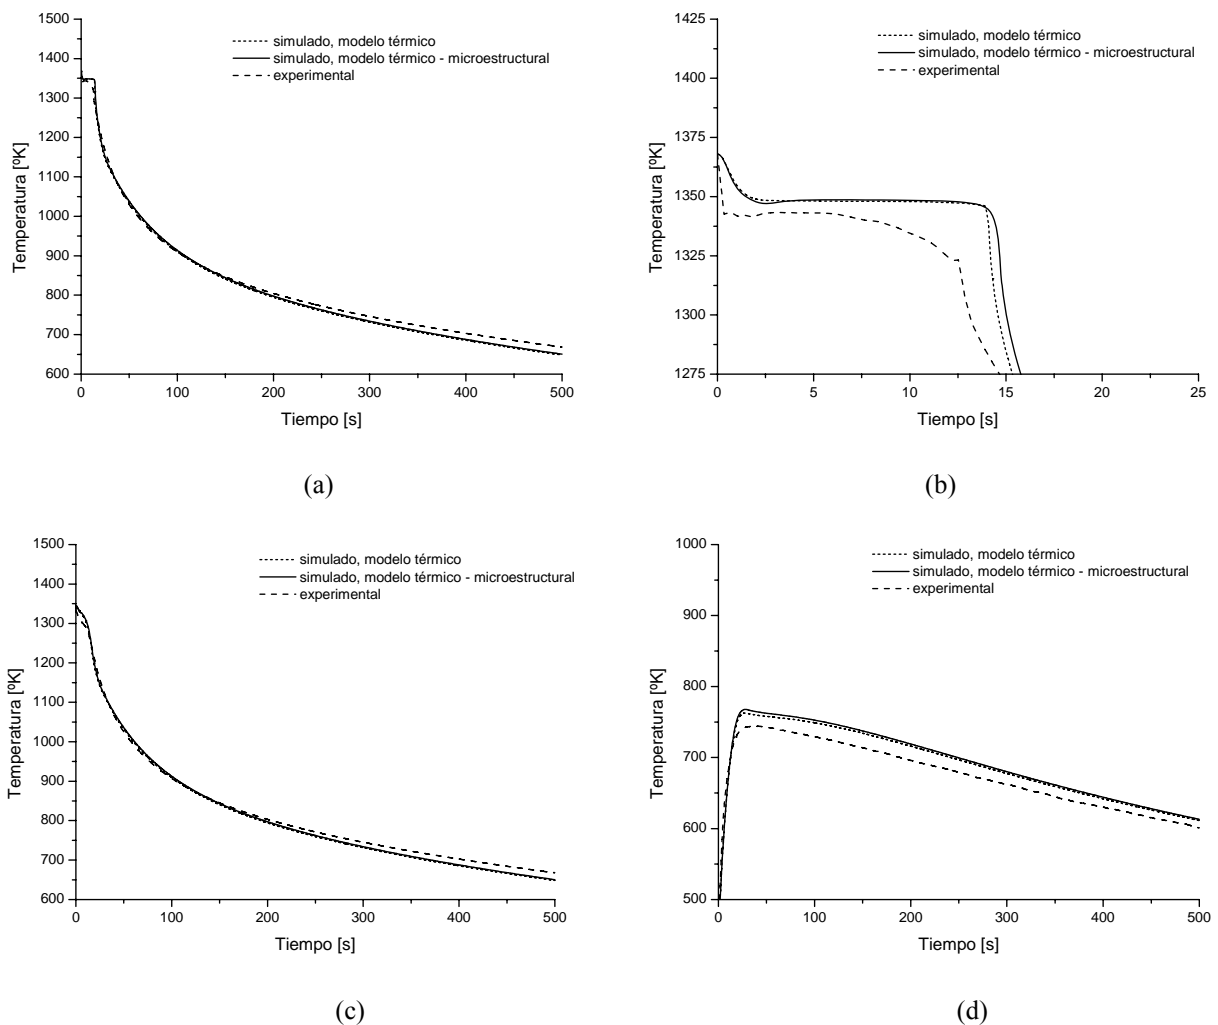 simulado, modelo térmico
simulado, modelo térmico - microestructural
experimental
1500
1400
1300
1200
1100
1000
900
800
700
600
Temperatura [ºK]
0
100
200
300
400
500
Tiempo [s]
(a)
simulado, modelo térmico
simulado, modelo térmico - microestructural
experimental
1425
1400
1375
1350
1325
1300
1275
Temperatura [ºK]
0
5
10
15
20
25
Tiempo [s]
(b)
simulado, modelo térmico
simulado, modelo térmico - microestructural
experimental
1500
1400
1300
1200
1100
1000
900
800
700
600
Temperatura [ºK]
0
100
200
300
400
500
Tiempo [s]
(c)
simulado, modelo térmico
simulado, modelo térmico - microestructural
experimental
1000
900
800
700
600
500
Temperatura [ºK]
0
100
200
300
400
500
Tiempo [s]
(d)